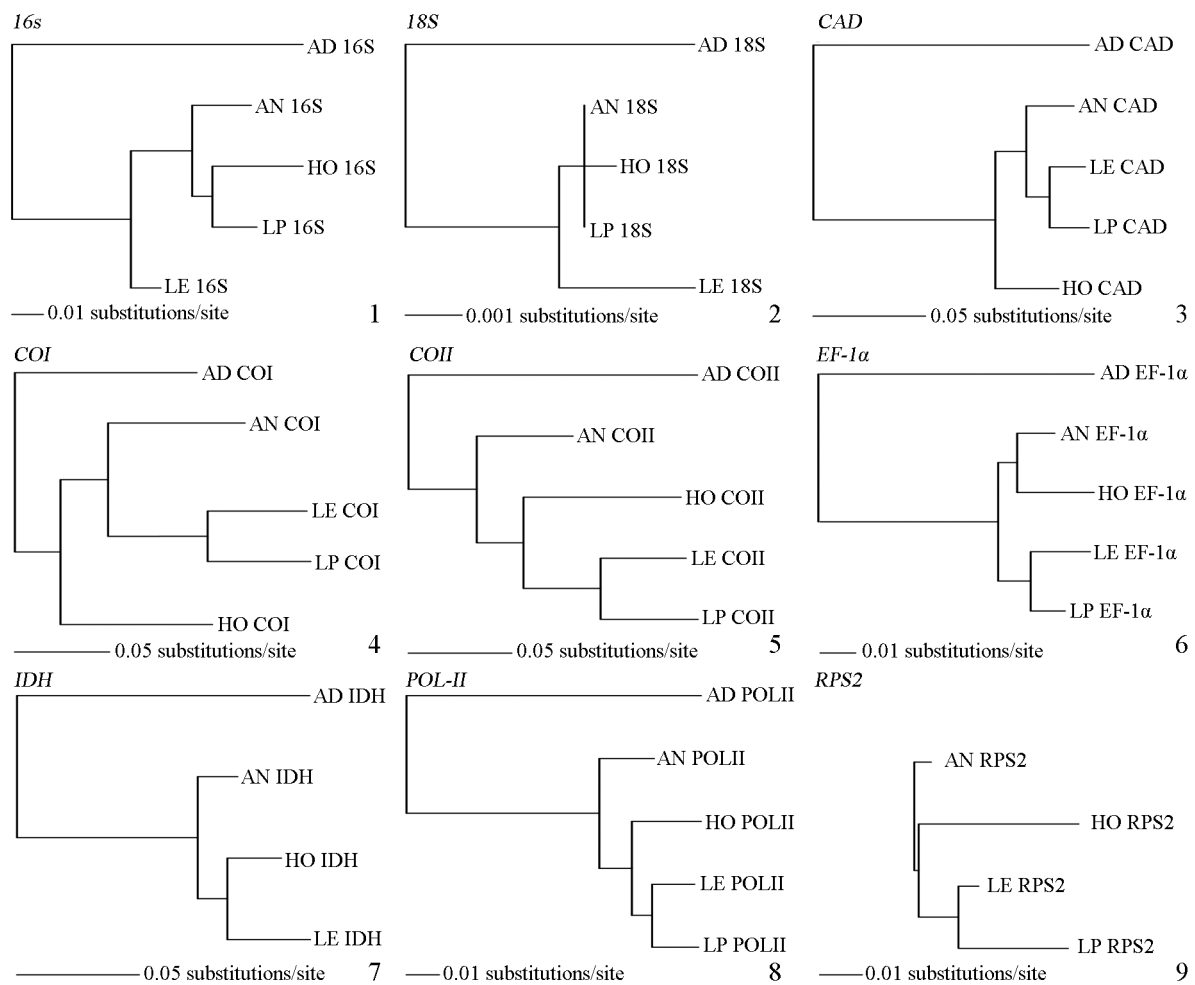 16s
AD 16S
AN 16S
HO 16S
LP 16S
LE 16S
0.01 substitutions/site
1
18S
AD 18S
AN 18S
HO 18S
LP 18S
LE 18S
0.001 substitutions/site
2
CAD
AD CAD
AN CAD
LE CAD
LP CAD
HO CAD
0.05 substitutions/site
3
COI
AD COI
AN COI
LE COI
LP COI
HO COI
0.05 substitutions/site
4
COII
AD COII
AN COII
HO COII
LE COII
LP COII
0.05 substitutions/site
5
EF-1α
AD EF-1α
AN EF-1α
HO EF-1α
LE EF-1α
LP EF-1α
0.01 substitutions/site
6
IDH
AD IDH
AN IDH
HO IDH
LE IDH
0.05 substitutions/site
7
POL-II
AD POLII
AN POLII
HO POLII
LE POLII
LP POLII
0.01 substitutions/site
8
RPS2
AN RPS2
HO RPS2
LE RPS2
LP RPS2
0.01 substitutions/site
9